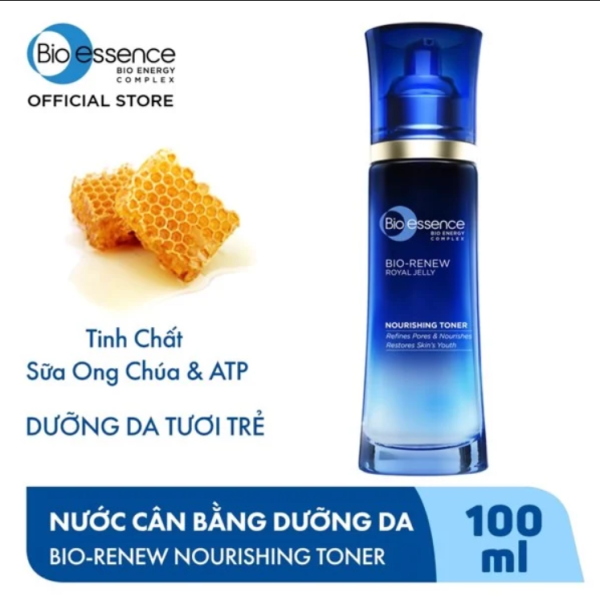 Bio essence
BIO ENERGY
COMPLEX
OFFICIAL STORE
Tinh Chất
Sữa Ong Chúa & ATP
DƯỠNG DA TƯƠI TRẺ
Bio essence
BIO ENERGY
COMPLEX
BIO-RENEW
ROYAL JELLY
NOURISHING TONER
Refines Pores & Nourishes
Restores Skin's Youth
NƯỚC CÂN BẰNG DƯỠNG DA
BIO-RENEW NOURISHING TONER
100
ml